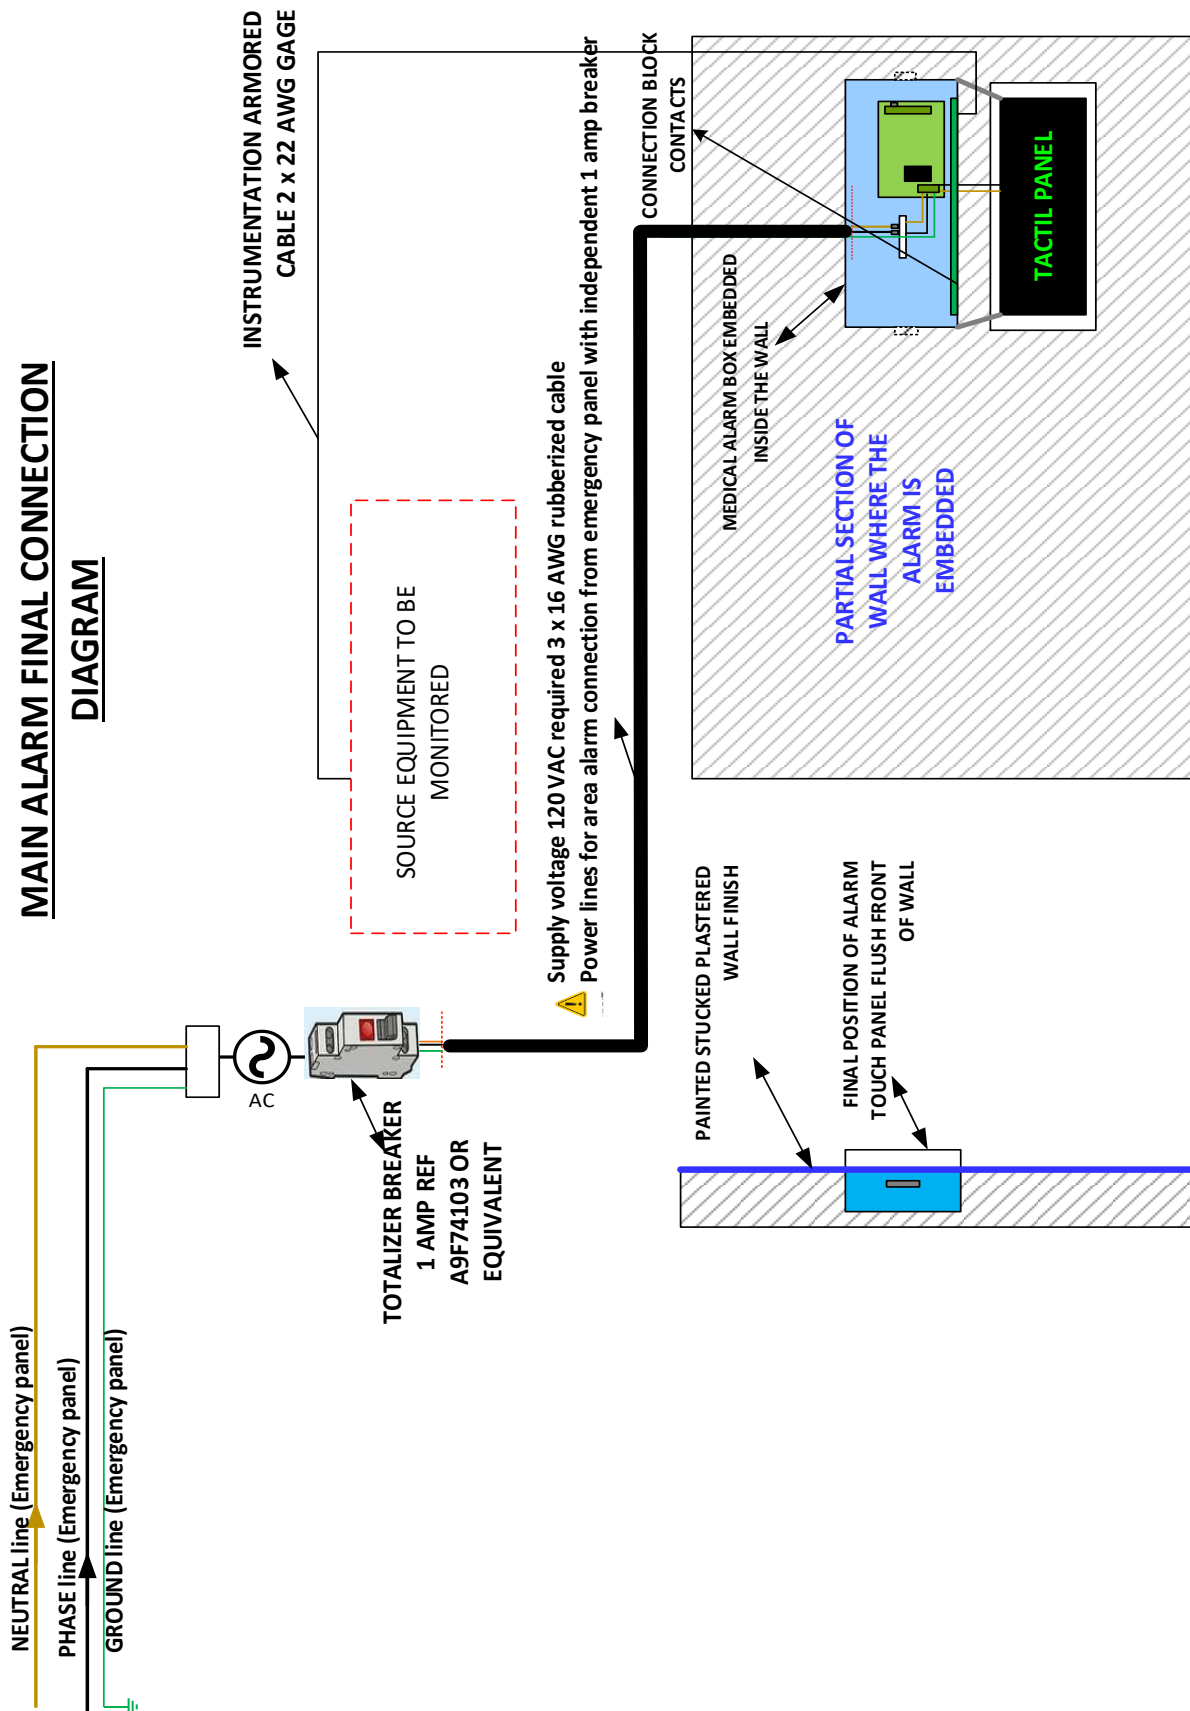 MAIN ALARM FINAL CONNECTION
DIAGRAM
NEUTRAL line (Emergency panel)
PHASE line (Emergency panel)
GROUND line (Emergency panel)
AC
TOTALIZER BREAKER
1 AMP REF
A9F74103 OR
EQUIVALENT
INSTRUMENTATION ARMORED
CABLE 2 x 22 AWG GAGE
SOURCE EQUIPMENT TO BE
MONITORED
Supply voltage 120 VAC required 3 x 16 AWG rubberized cable
Power lines for area alarm connection from emergency panel with independent 1 amp breaker
CONNECTION BLOCK
CONTACTS
MEDICAL ALARM BOX EMBEDDED
INSIDE THE WALL
PARTIAL SECTION OF
WALL WHERE THE
ALARM IS
EMBEDDED
TACTIL PANEL
PAINTED STUCKED PLASTERED
WALL FINISH
FINAL POSITION OF ALARM
TOUCH PANEL FLUSH FRONT
OF WALL